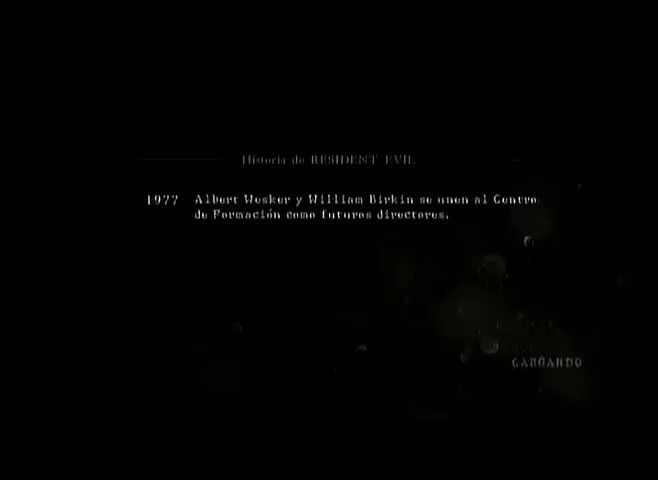 Historia de RESIDENT EVIL
1977 Albert Wesker y William Birkin se unen al Centro
de Formación como futuros directores.
CARGANDO